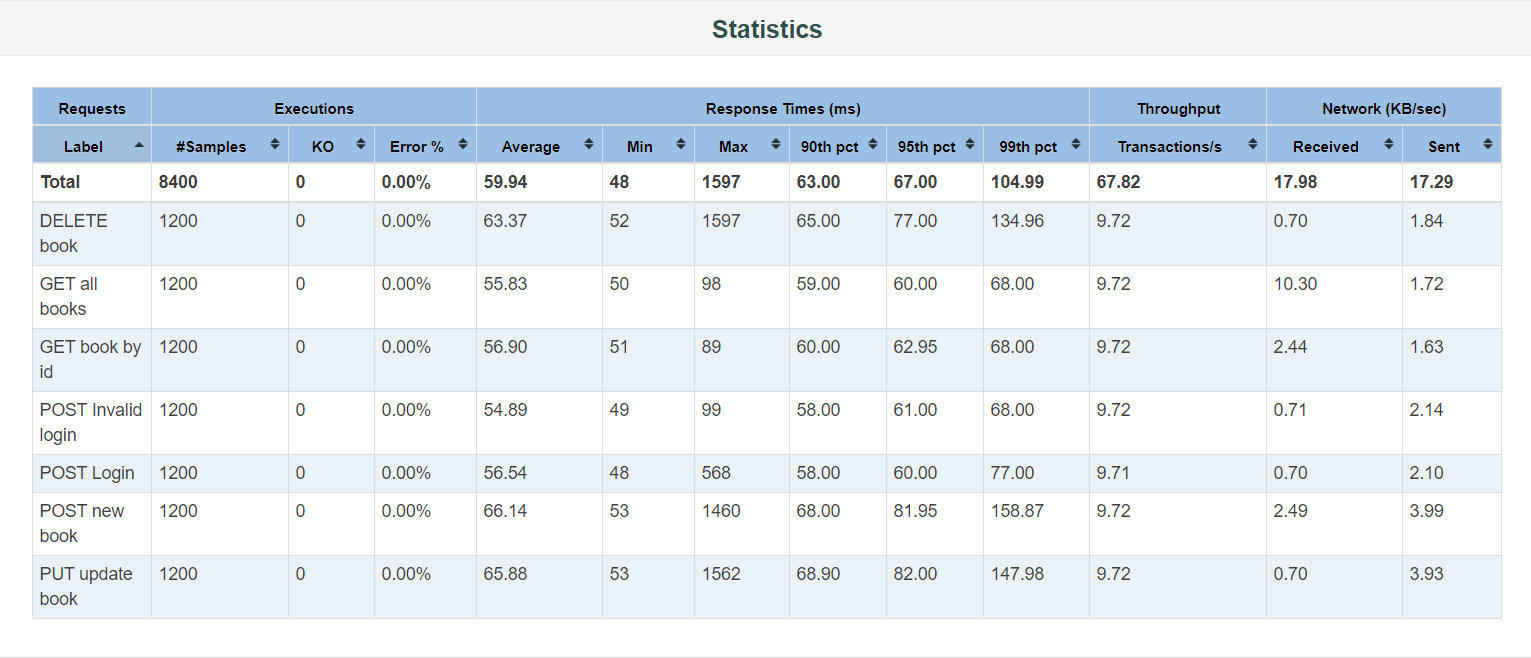 Statistics
Requests Executions Response Times (ms) Throughput Network (KB/sec)
Label #Samples KO Error % Average Min Max 90th pct 95th pct 99th pct Transactions/s Received Sent
Total 8400 0 0.00% 59.94 48 1597 63.00 67.00 104.99 67.82 17.98 17.29
DELETE 1200 0 0.00% 63.37 52 1597 65.00 77.00 134.96 9.72 0.70 1.84
book
GET all 1200 0 0.00% 55.83 50 98 59.00 60.00 68.00 9.72 10.30 1.72
books
GET book by 1200 0 0.00% 56.90 51 89 60.00 62.95 68.00 9.72 2.44 1.63
id
POST Invalid 1200 0 0.00% 54.89 49 99 58.00 61.00 68.00 9.72 0.71 2.14
login
POST Login 1200 0 0.00% 56.54 48 568 58.00 60.00 77.00 9.71 0.70 2.10
POST new 1200 0 0.00% 66.14 53 1460 68.00 81.95 158.87 9.72 2.49 3.99
book
PUT update 1200 0 0.00% 65.88 53 1562 68.90 82.00 147.98 9.72 0.70 3.93
book